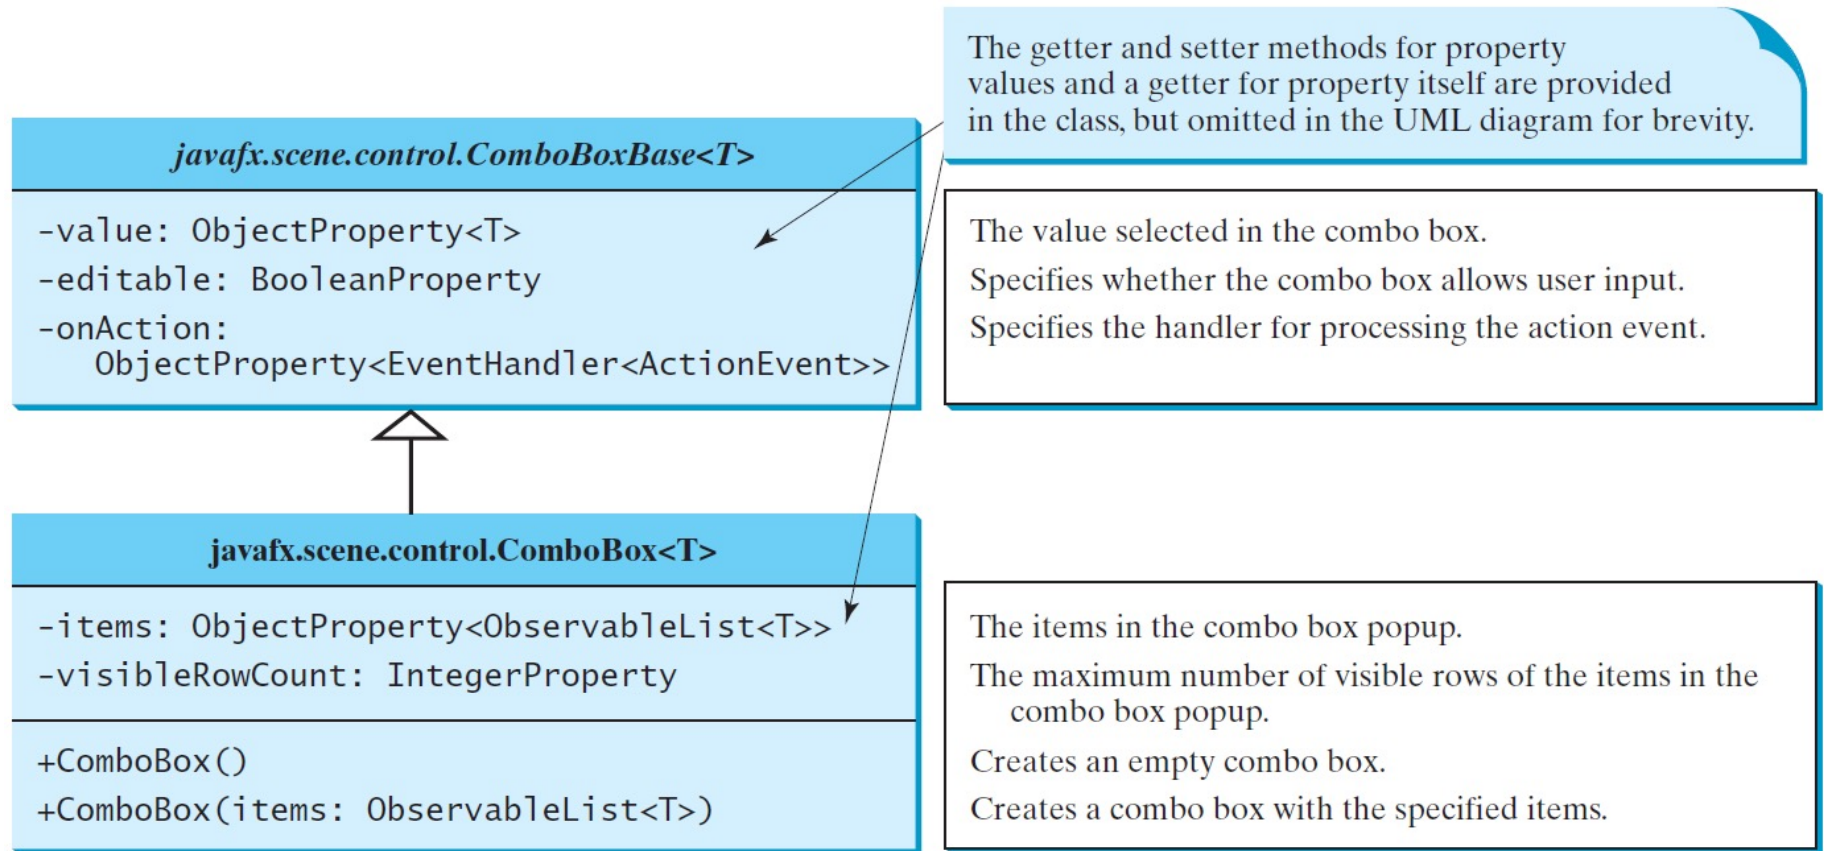 The getter and setter methods for property
values and a getter for property itself are provided
in the class, but omitted in the UML diagram for brevity.
javafx.scene.control.ComboBoxBase<T>
-value: ObjectProperty<T>
-editable: BooleanProperty
-onAction:
ObjectProperty<EventHandler<ActionEvent>>
The value selected in the combo box.
Specifies whether the combo box allows user input.
Specifies the handler for processing the action event.
javafx.scene.control.ComboBox<T>
-items: ObjectProperty<ObservableList<T>>
-visibleRowCount: IntegerProperty
+ComboBox()
+ComboBox(items: ObservableList<T>)
The items in the combo box popup.
The maximum number of visible rows of the items in the
combo box popup.
Creates an empty combo box.
Creates a combo box with the specified items.